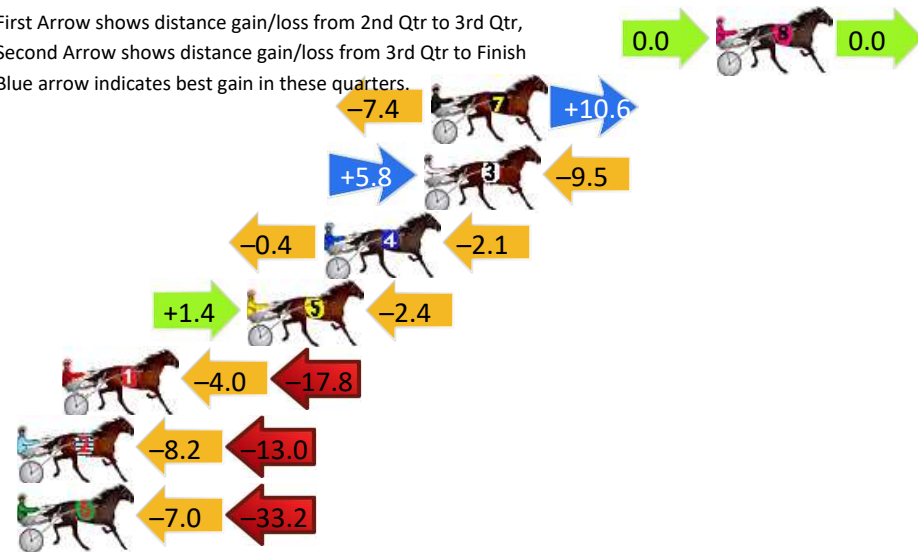 First Arrow shows distance gain/loss from 2nd Qtr to 3rd Qtr,
Second Arrow shows distance gain/loss from 3rd Qtr to Finish
Blue arrow indicates best gain in these quarters.
0.0 8 0.0
−7.4 7 +10.6
+5.8 3 −9.5
−0.4 4 −2.1
+1.4 5 −2.4
1 −4.0 −17.8
2 −8.2 −13.0
6 −7.0 −33.2